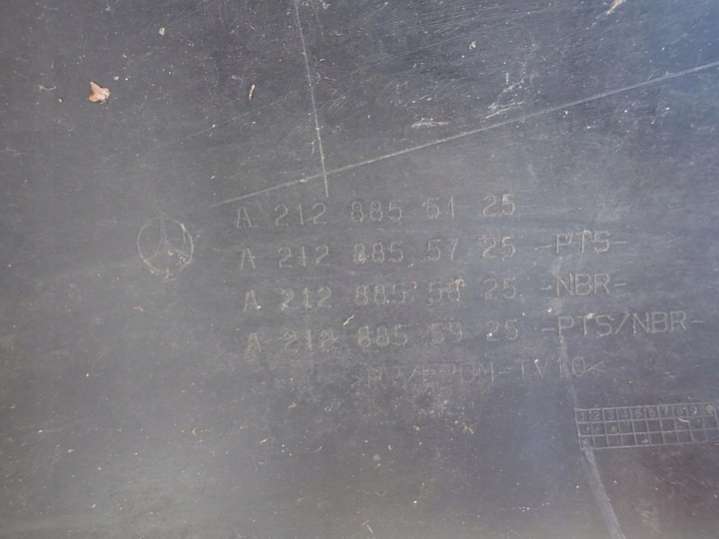 A 212 885 51 25
A 212 885 57 25 -PTS-
A 212 885 58 25 -NBR-
A 212 885 59 25 -PTS/NBR-